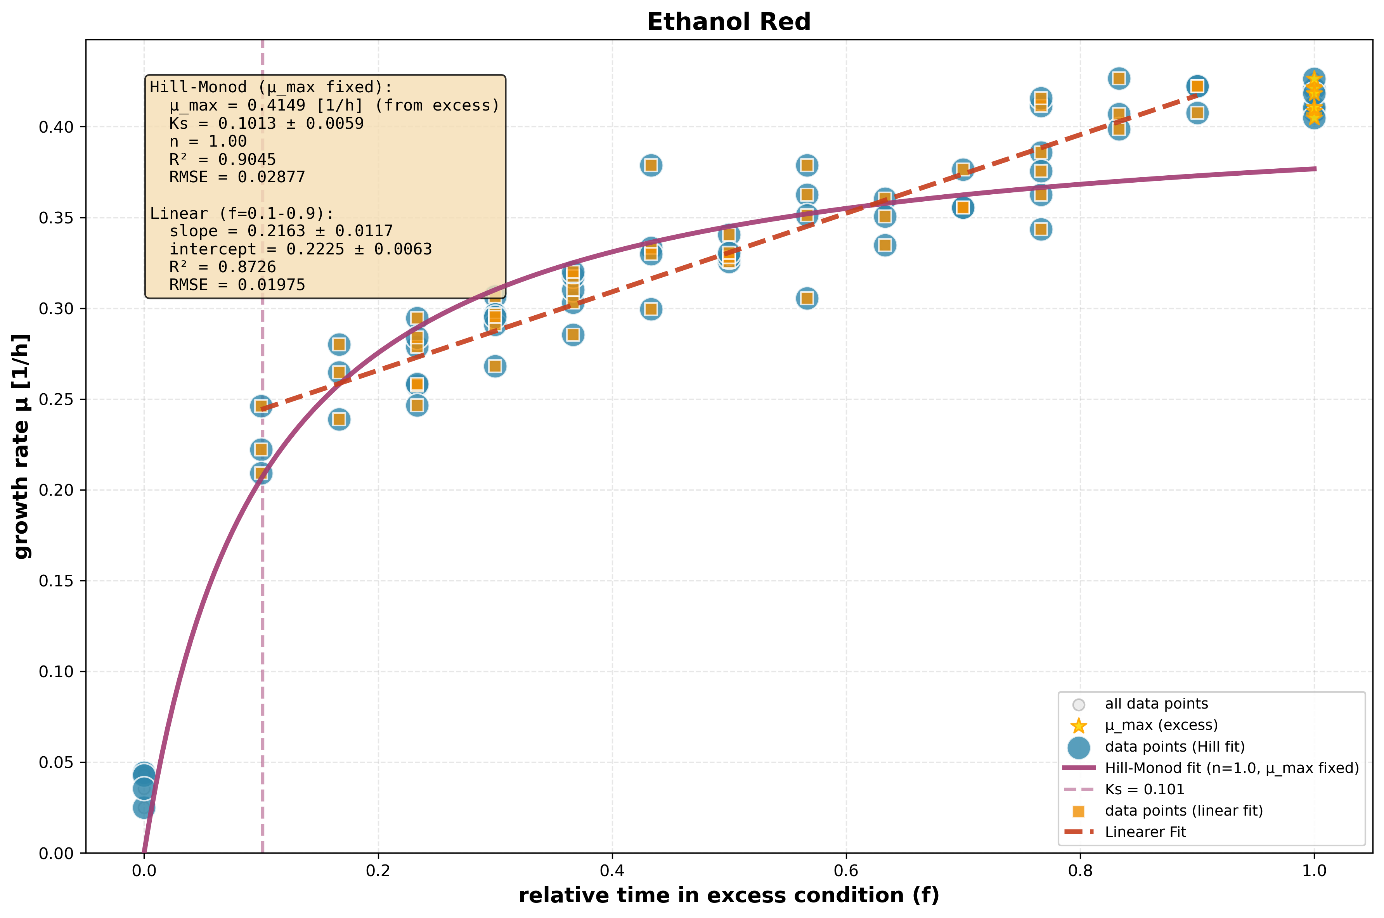 Ethanol Red
Hill-Monod (μ_max fixed):
μ_max = 0.4149 [1/h] (from excess)
Ks = 0.1013 ± 0.0059
n = 1.00
R² = 0.9045
RMSE = 0.02877
Linear (f=0.1-0.9):
slope = 0.2163 ± 0.0117
intercept = 0.2225 ± 0.0063
R² = 0.8726
RMSE = 0.01975
growth rate μ [1/h]
0.40
0.35
0.30
0.25
0.20
0.15
0.10
0.05
0.00
all data points
μ_max (excess)
data points (Hill fit)
Hill-Monod fit (n=1.0, μ_max fixed)
Ks = 0.101
data points (linear fit)
Linearer Fit
0.0 0.2 0.4 0.6 0.8 1.0
relative time in excess condition (f)